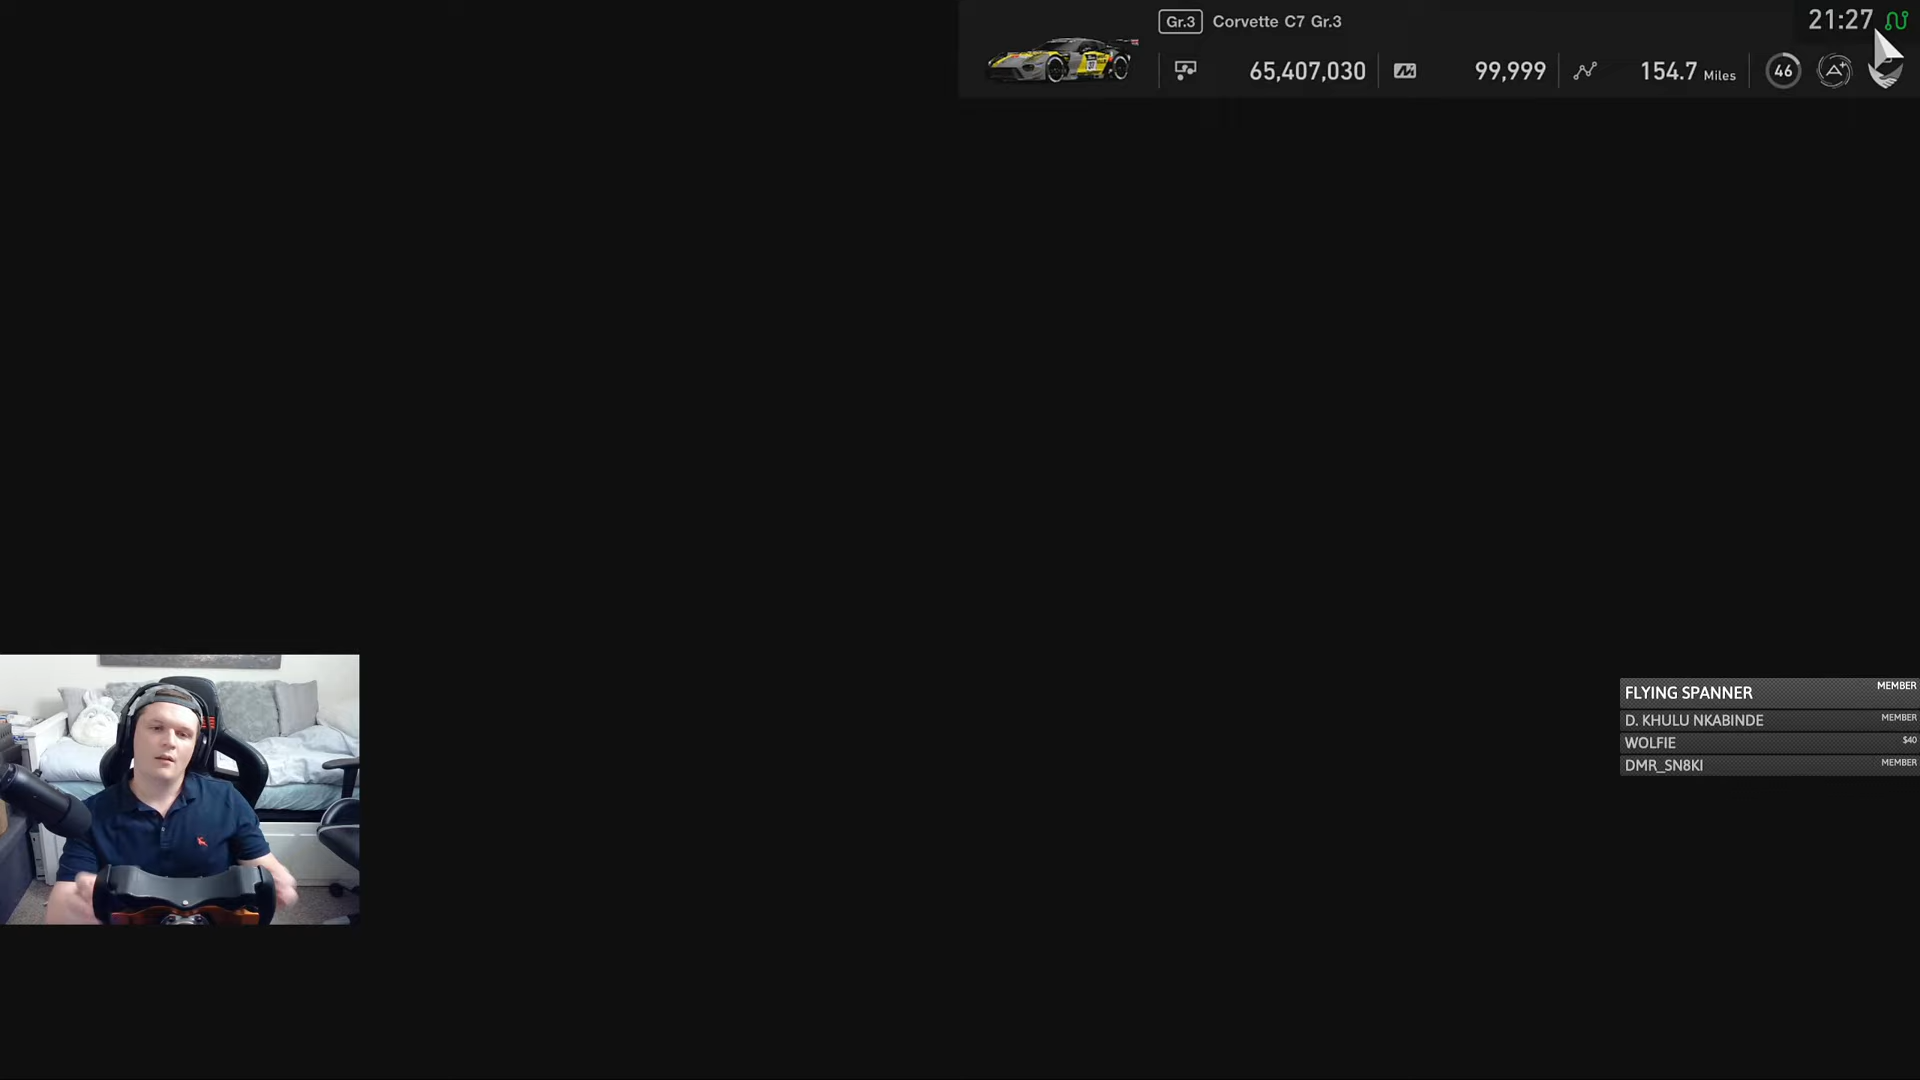 21:27
Gr.3 Corvette C7 Gr.3
65,407,030 99,999 154.7 Miles 46 A+
FLYING SPANNER MEMBER
D. KHULU NKABINDE MEMBER
WOLFIE $40
DMR_SN8KI MEMBER